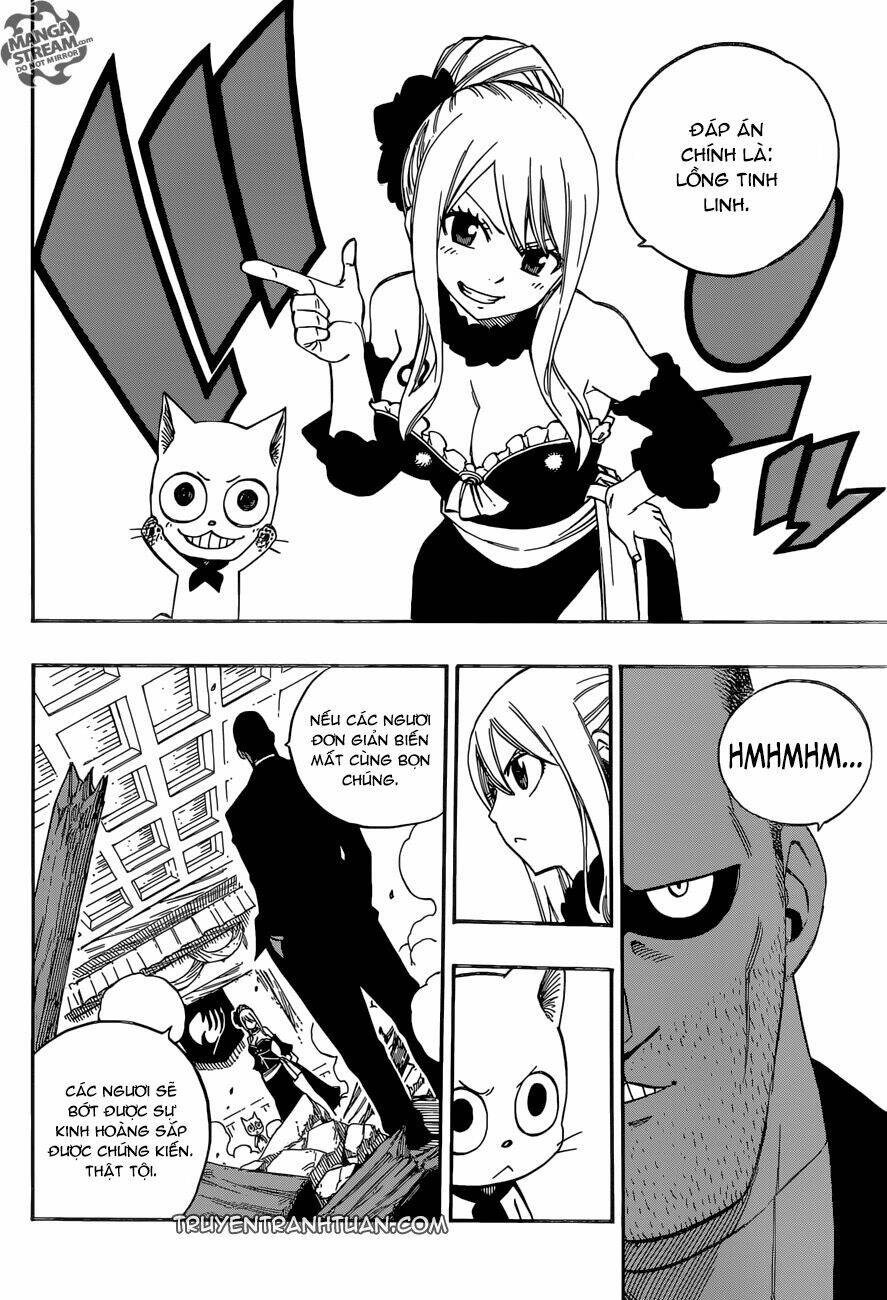 MANGA
STREAM.com
DO NOT MIRROR
ĐÁP ÁN
CHÍNH LÀ:
LỒNG TINH
LINH.
HMHMHM...
NẾU CÁC NGƯƠI
ĐƠN GIẢN BIẾN
MẤT CÙNG BỌN
CHÚNG.
CÁC NGƯƠI SẼ
BỚT ĐƯỢC SỰ
KINH HOÀNG SẮP
ĐƯỢC CHỨNG KIẾN.
THẬT TỘI.
TRUYENTRANHTUAN.COM